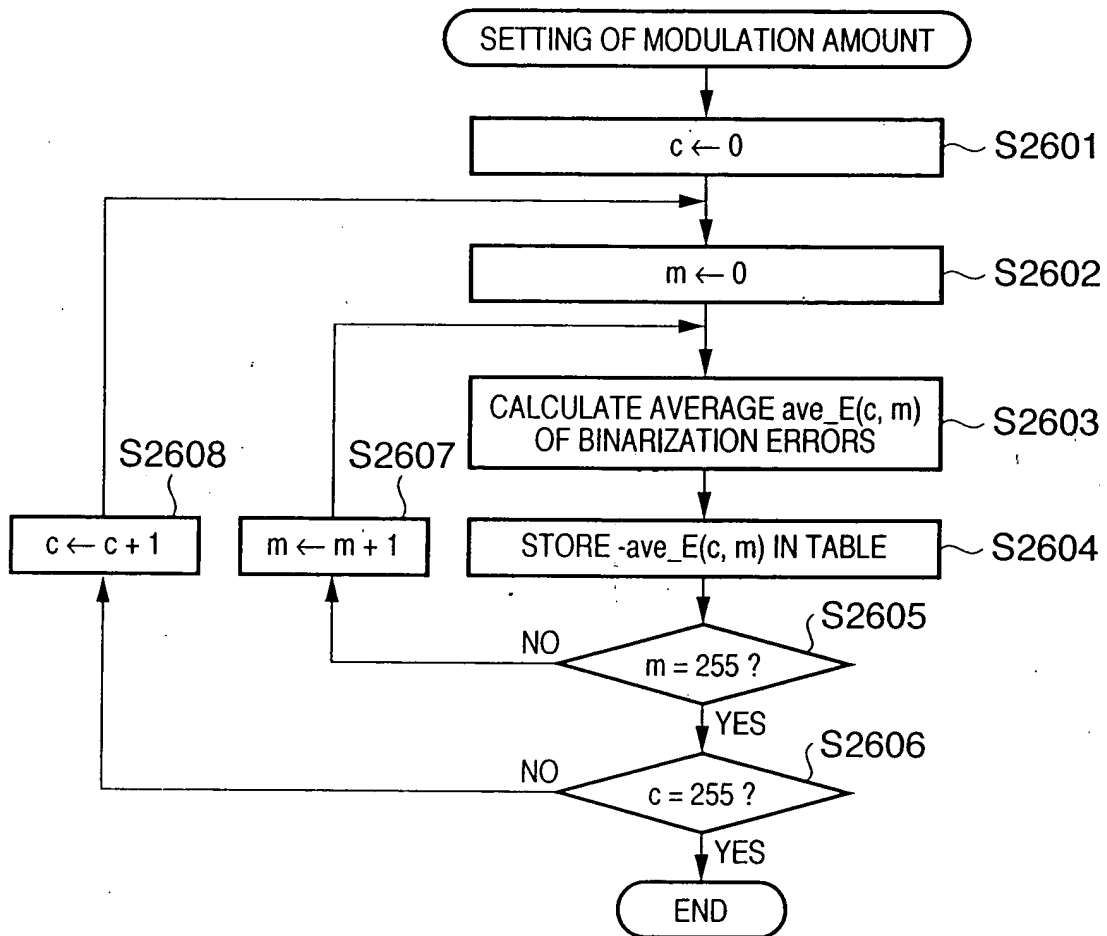 SETTING OF MODULATION AMOUNT
c ← 0
S2601
m ← 0
S2602
CALCULATE AVERAGE ave_E(c, m)
OF BINARIZATION ERRORS
S2603
S2608
S2607
c ← c + 1
m ← m + 1
STORE -ave_E(c, m) IN TABLE
S2604
S2605
NO
m = 255 ?
YES
S2606
NO
c = 255 ?
YES
END